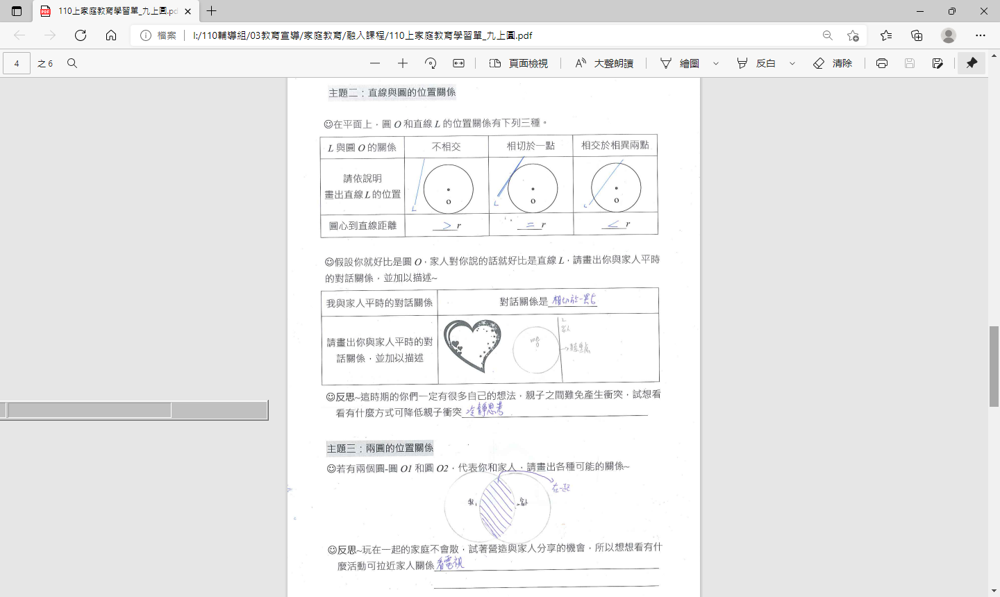 110上家庭教育學習單_九上圓.pd
檔案 I:/110輔導組/03教育宣導/家庭教育/融入課程/110上家庭教育學習單_九上圓.pdf
4 之 6 頁面檢視 大聲朗讀 繪圖 反白 清除
主題二：直線與圓的位置關係
☺在平面上，圓 O 和直線 L 的位置關係有下列三種。
L 與圓 O 的關係 不相交 相切於一點 相交於相異兩點
請依說明
畫出直線 L 的位置
L O L O L O
圓心到直線距離 > r = r < r
☺假設你就好比是圓 O，家人對你說的話就好比是直線 L，請畫出你與家人平時
的對話關係，並加以描述~
我與家人平時的對話關係 對話關係是 相切於一點
請畫出你與家人平時的對
話關係，並加以描述
L
家人
me
O
☺反思~這時期的你們一定有很多自己的想法，親子之間難免產生衝突，試想看
看有什麼方式可降低親子衝突 冷靜思考
主題三：兩圓的位置關係
☺若有兩個圓-圓 O1 和圓 O2，代表你和家人，請畫出各種可能的關係~
在一起
我 家人
☺反思~玩在一起的家庭不會散，試著營造與家人分享的機會，所以想想看有什
麼活動可拉近家人關係 看電視